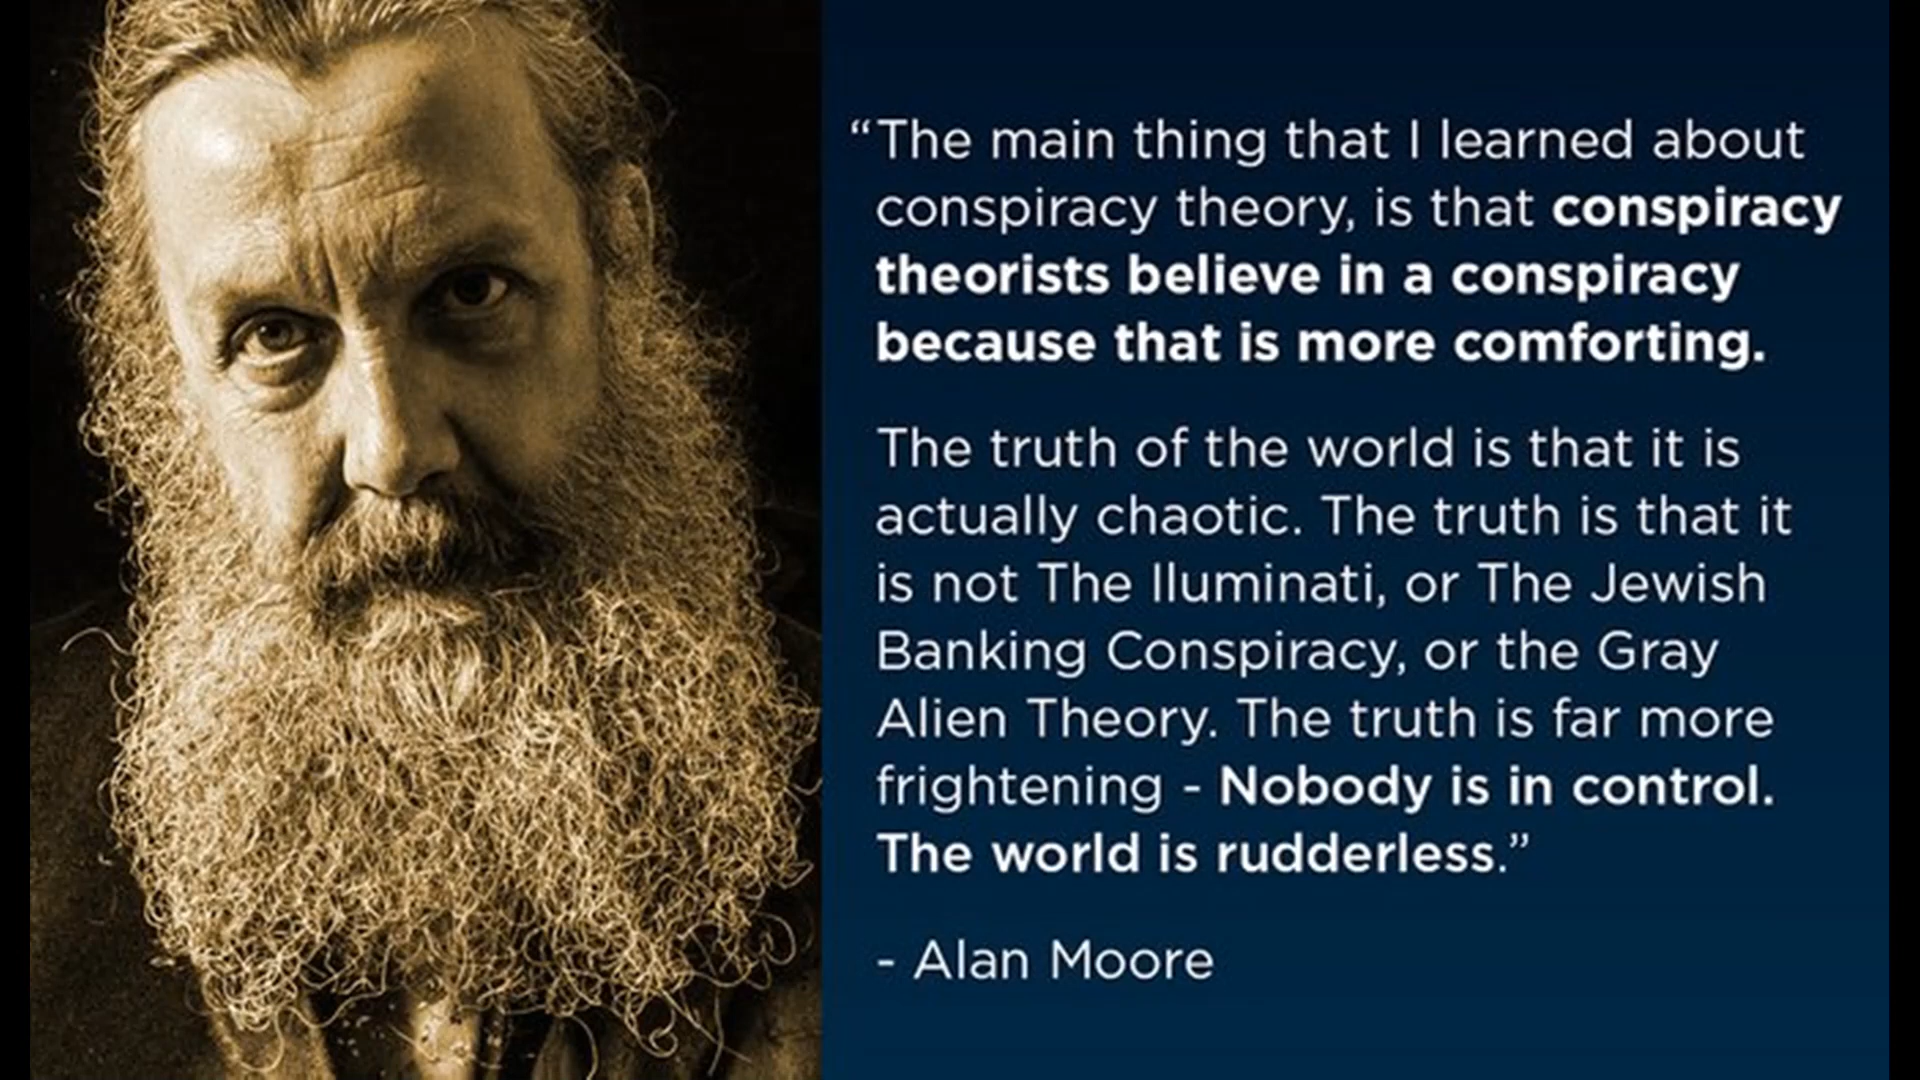 “The main thing that I learned about
conspiracy theory, is that conspiracy
theorists believe in a conspiracy
because that is more comforting.
The truth of the world is that it is
actually chaotic. The truth is that it
is not The Iluminati, or The Jewish
Banking Conspiracy, or the Gray
Alien Theory. The truth is far more
frightening - Nobody is in control.
The world is rudderless.”
- Alan Moore